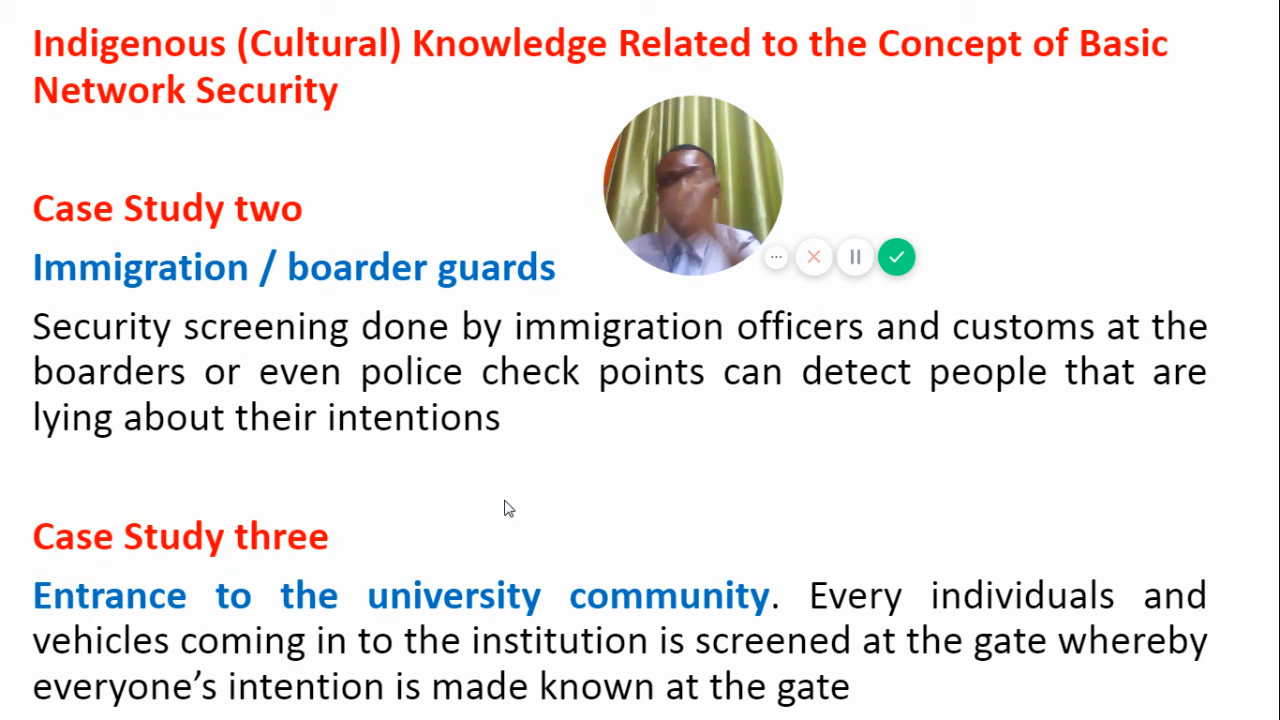 Indigenous (Cultural) Knowledge Related to the Concept of Basic
Network Security
Case Study two
Immigration / boarder guards
Security screening done by immigration officers and customs at the
boarders or even police check points can detect people that are
lying about their intentions
Case Study three
Entrance to the university community. Every individuals and
vehicles coming in to the institution is screened at the gate whereby
everyone’s intention is made known at the gate